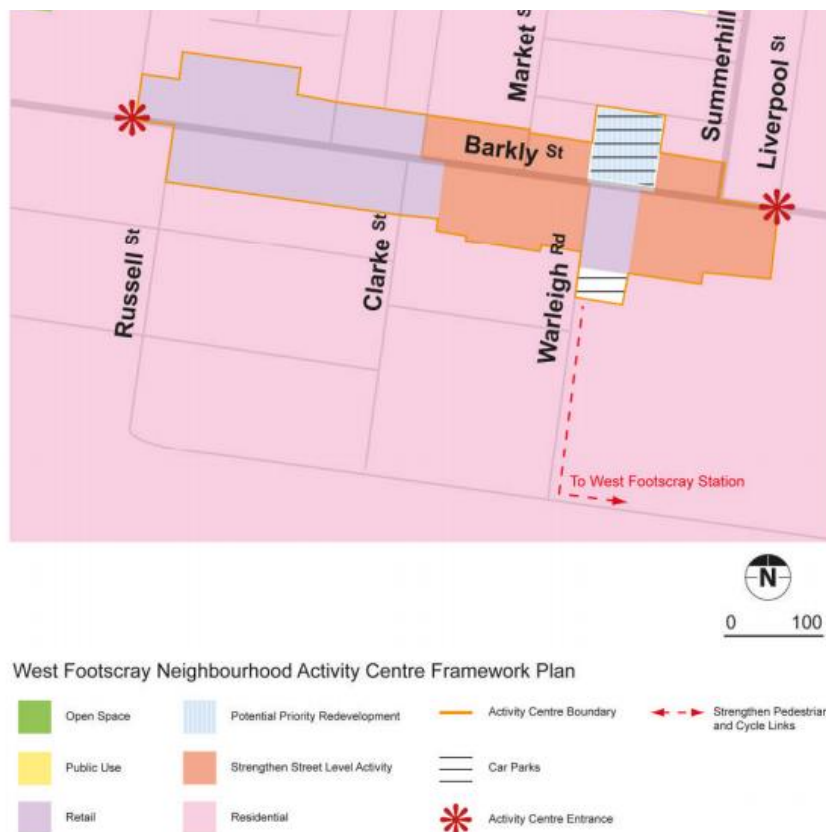 Market S
Summerhill
Liverpool St
Barkly St
Russell St
Clarke St
Warleigh Rd
To West Footscray Station
N
0 100
West Footscray Neighbourhood Activity Centre Framework Plan
Open Space
Potential Priority Redevelopment
Activity Centre Boundary
Strengthen Pedestrian
and Cycle Links
Public Use
Strengthen Street Level Activity
Car Parks
Retail
Residential
Activity Centre Entrance